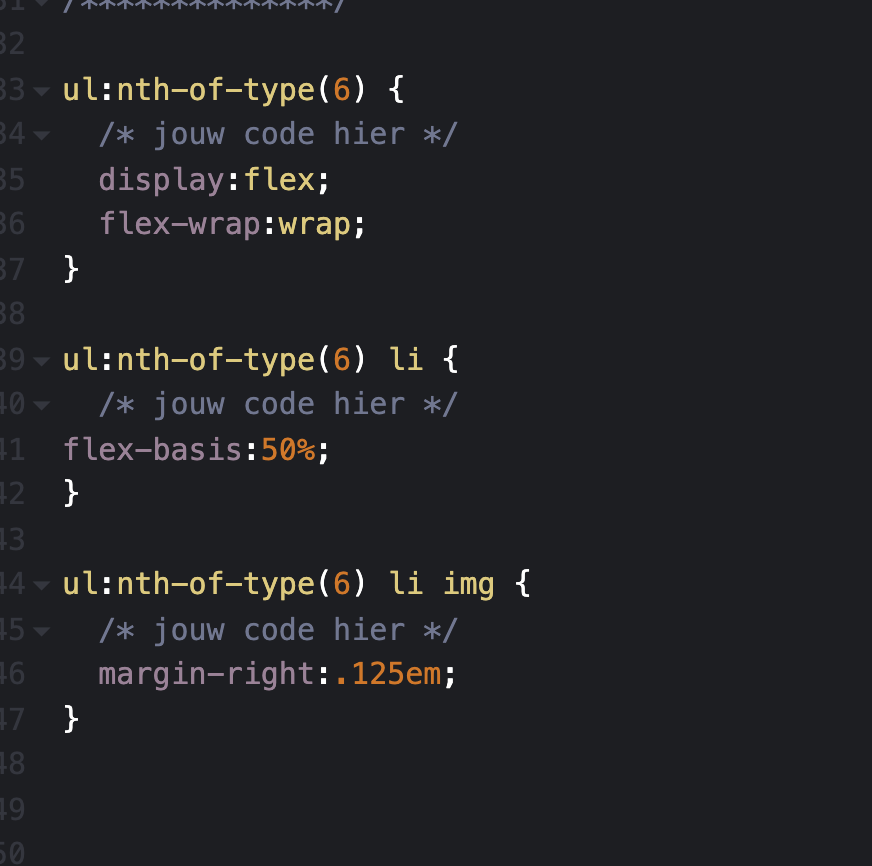 /**************/
32
33 ul:nth-of-type(6) {
34 /* jouw code hier */
35 display:flex;
36 flex-wrap:wrap;
37 }
38
39 ul:nth-of-type(6) li {
40 /* jouw code hier */
41 flex-basis:50%;
42 }
43
44 ul:nth-of-type(6) li img {
45 /* jouw code hier */
46 margin-right:.125em;
47 }
48
49
50